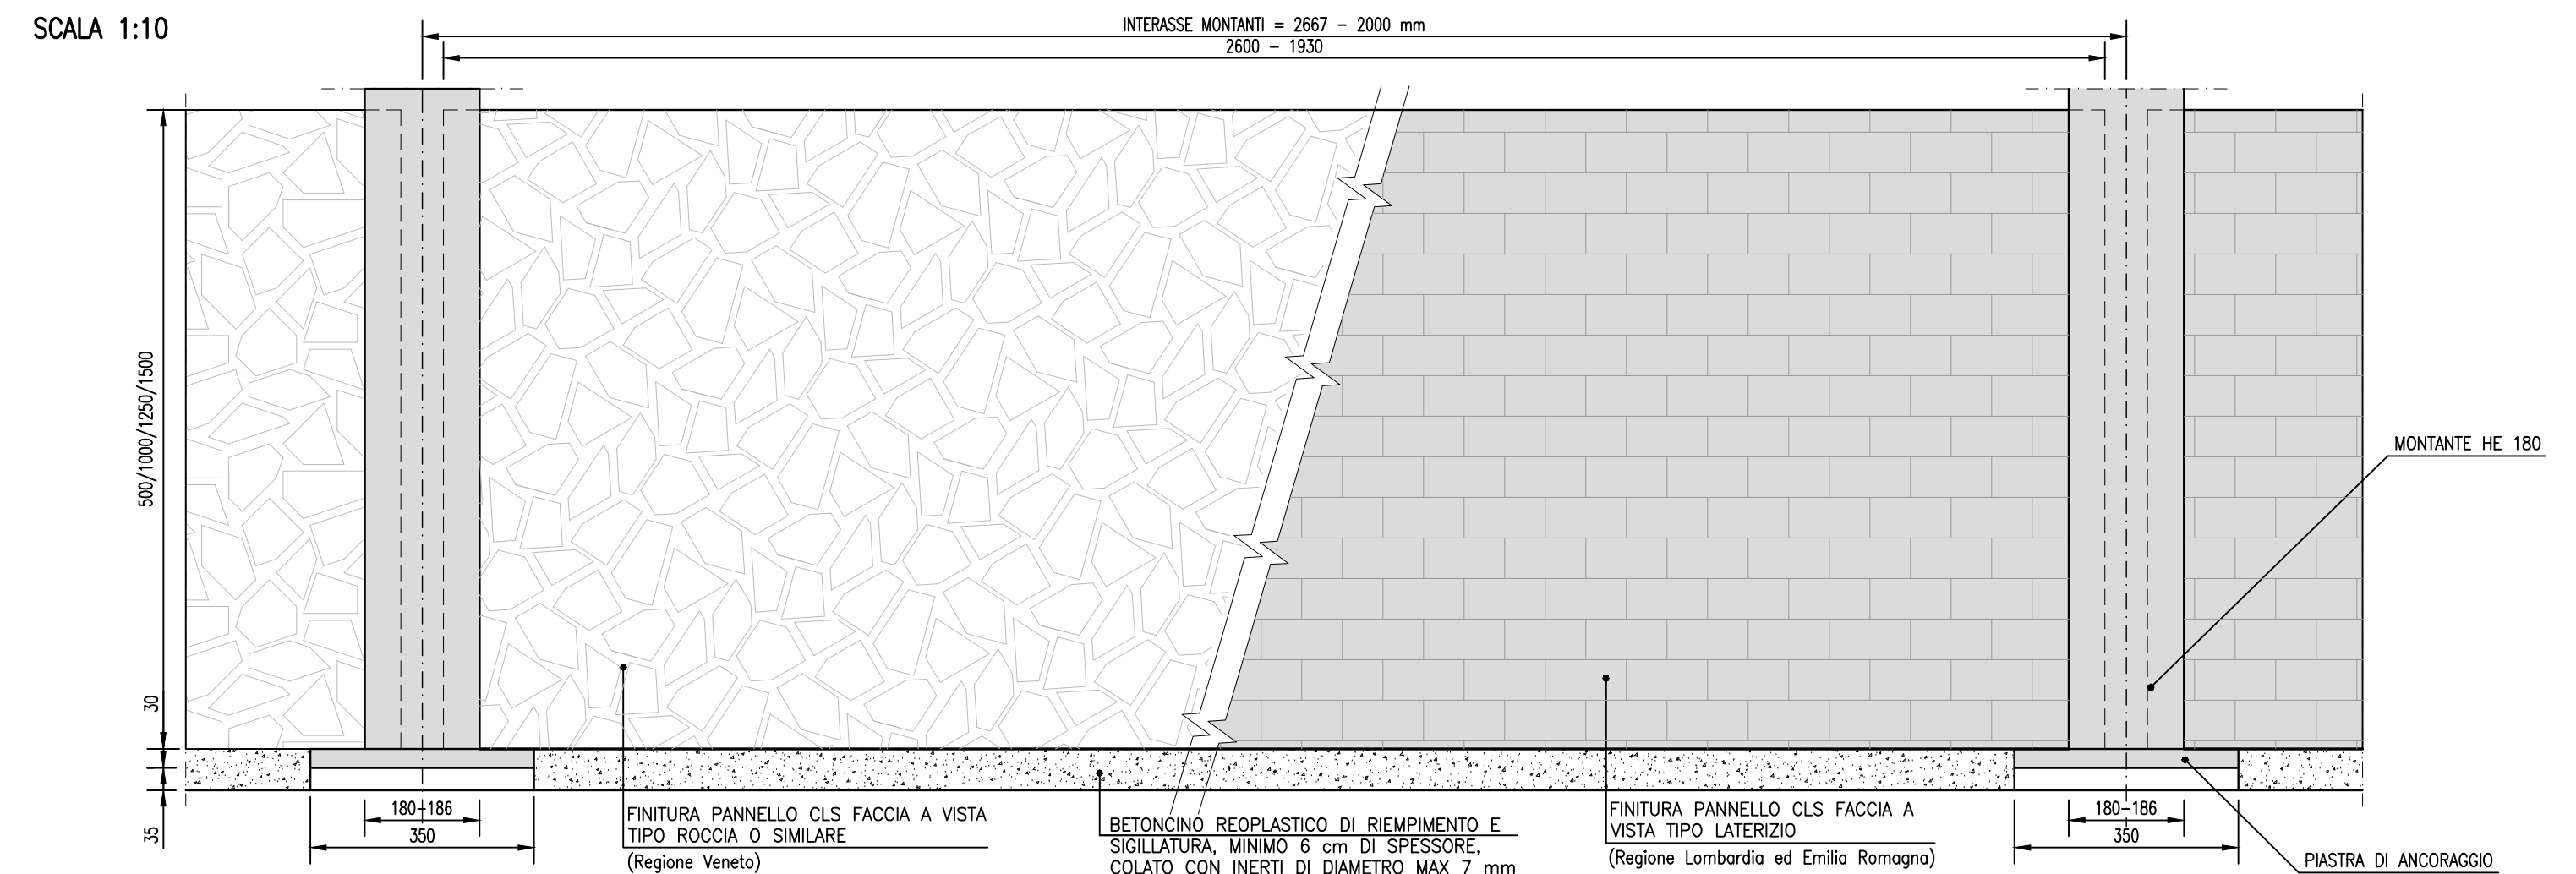 SCALA 1:10
INTERASSE MONTANTI = 2667 - 2000 mm
2600 - 1930
500/1000/1250/1500
30
35
MONTANTE HE 180
180-186
350
FINITURA PANNELLO CLS FACCIA A VISTA
TIPO ROCCIA O SIMILARE
(Regione Veneto)
BETONCINO REOPLASTICO DI RIEMPIMENTO E
SIGILLATURA, MINIMO 6 cm DI SPESSORE,
COLATO CON INERTI DI DIAMETRO MAX 7 mm
FINITURA PANNELLO CLS FACCIA A
VISTA TIPO LATERIZIO
(Regione Lombardia ed Emilia Romagna)
180-186
350
PIASTRA DI ANCORAGGIO